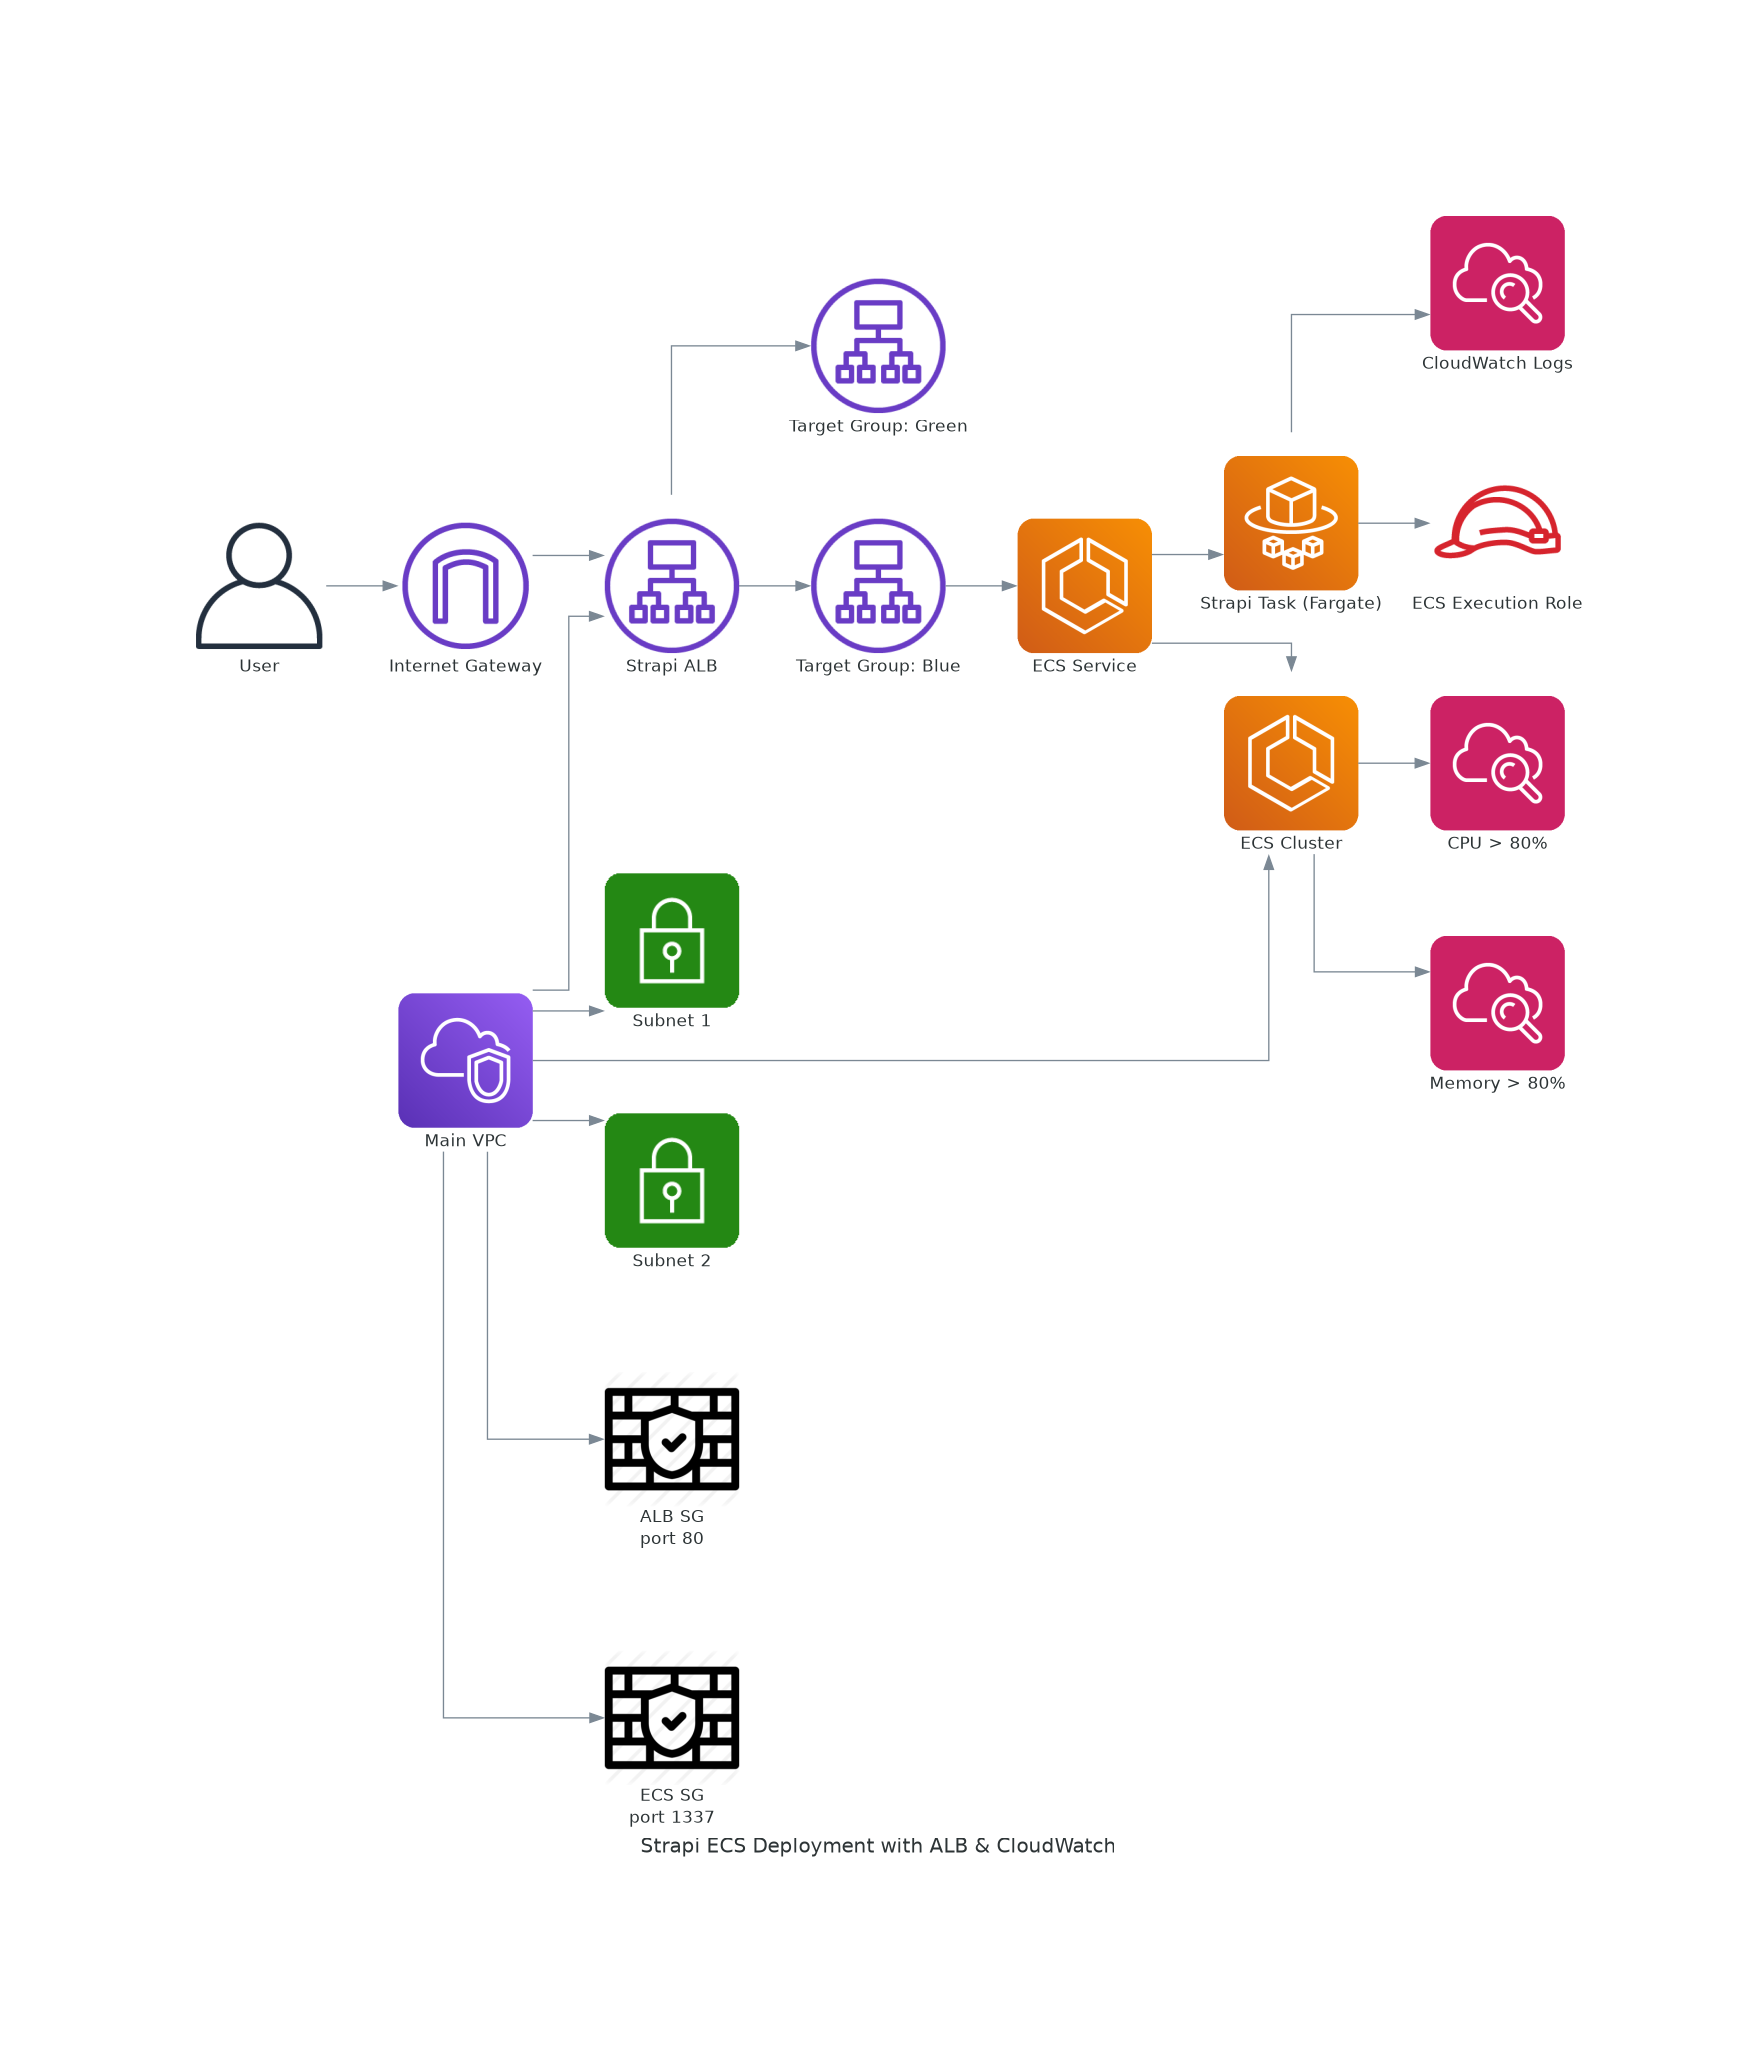 CloudWatch Logs
Target Group: Green
Strapi Task (Fargate)
ECS Execution Role
User
Internet Gateway
Strapi ALB
Target Group: Blue
ECS Service
ECS Cluster
CPU > 80%
Subnet 1
Memory > 80%
Main VPC
Subnet 2
ALB SG
port 80
ECS SG
port 1337
Strapi ECS Deployment with ALB & CloudWatch